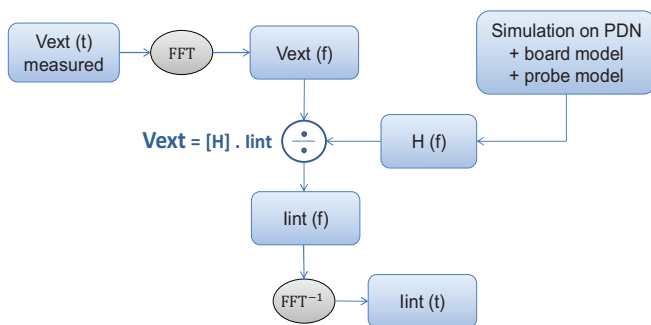 Vext (t)
measured
FFT
Vext (f)
Simulation on PDN
+ board model
+ probe model
Vext = [H] . Iint
÷
H (f)
Iint (f)
FFT⁻¹
Iint (t)